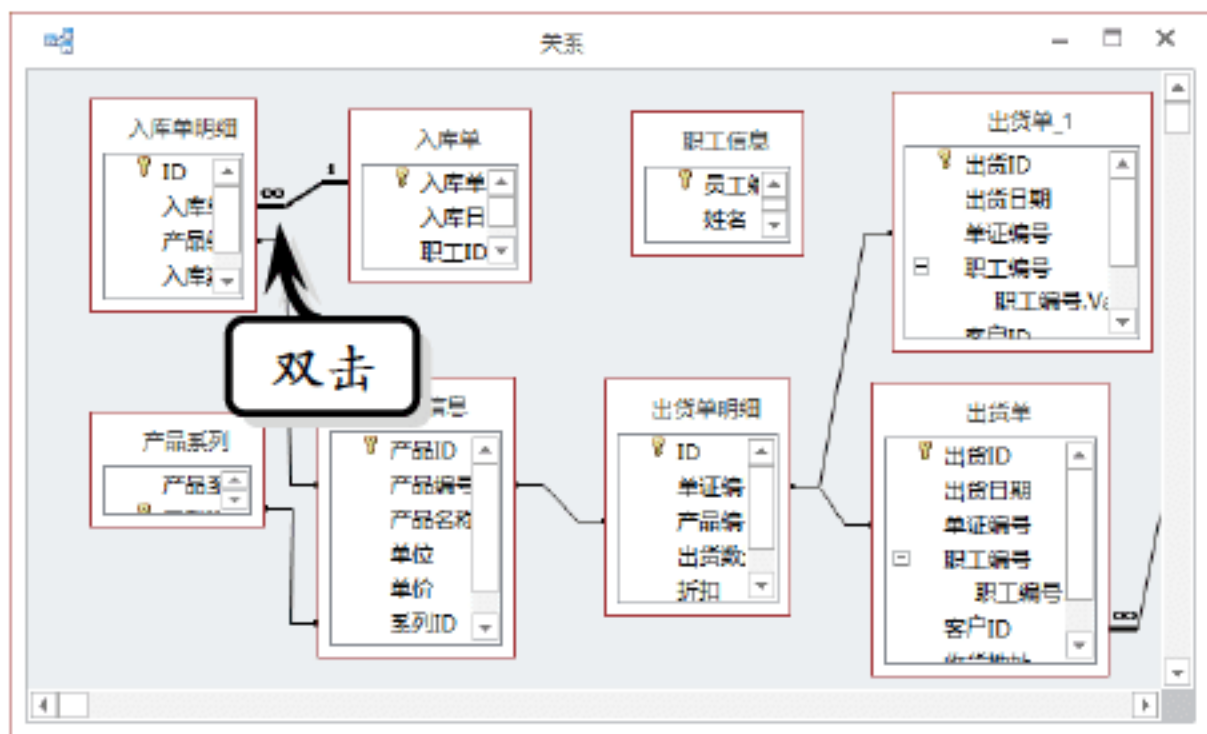 关系
入库单明细
ID
入库
产品
入库
∞
1
入库单
入库单
入库日
职工ID
职工信息
员工
姓名
出货单_1
出货ID
出货日期
单证编号
职工编号
职工编号.Va
客户ID
双击
产品系列
产品
息
产品ID
产品编号
产品名称
单位
单价
系列ID
出货单明细
ID
单证编
产品编
出货数
折扣
出货单
出货ID
出货日期
单证编号
职工编号
职工编号
客户ID
∞